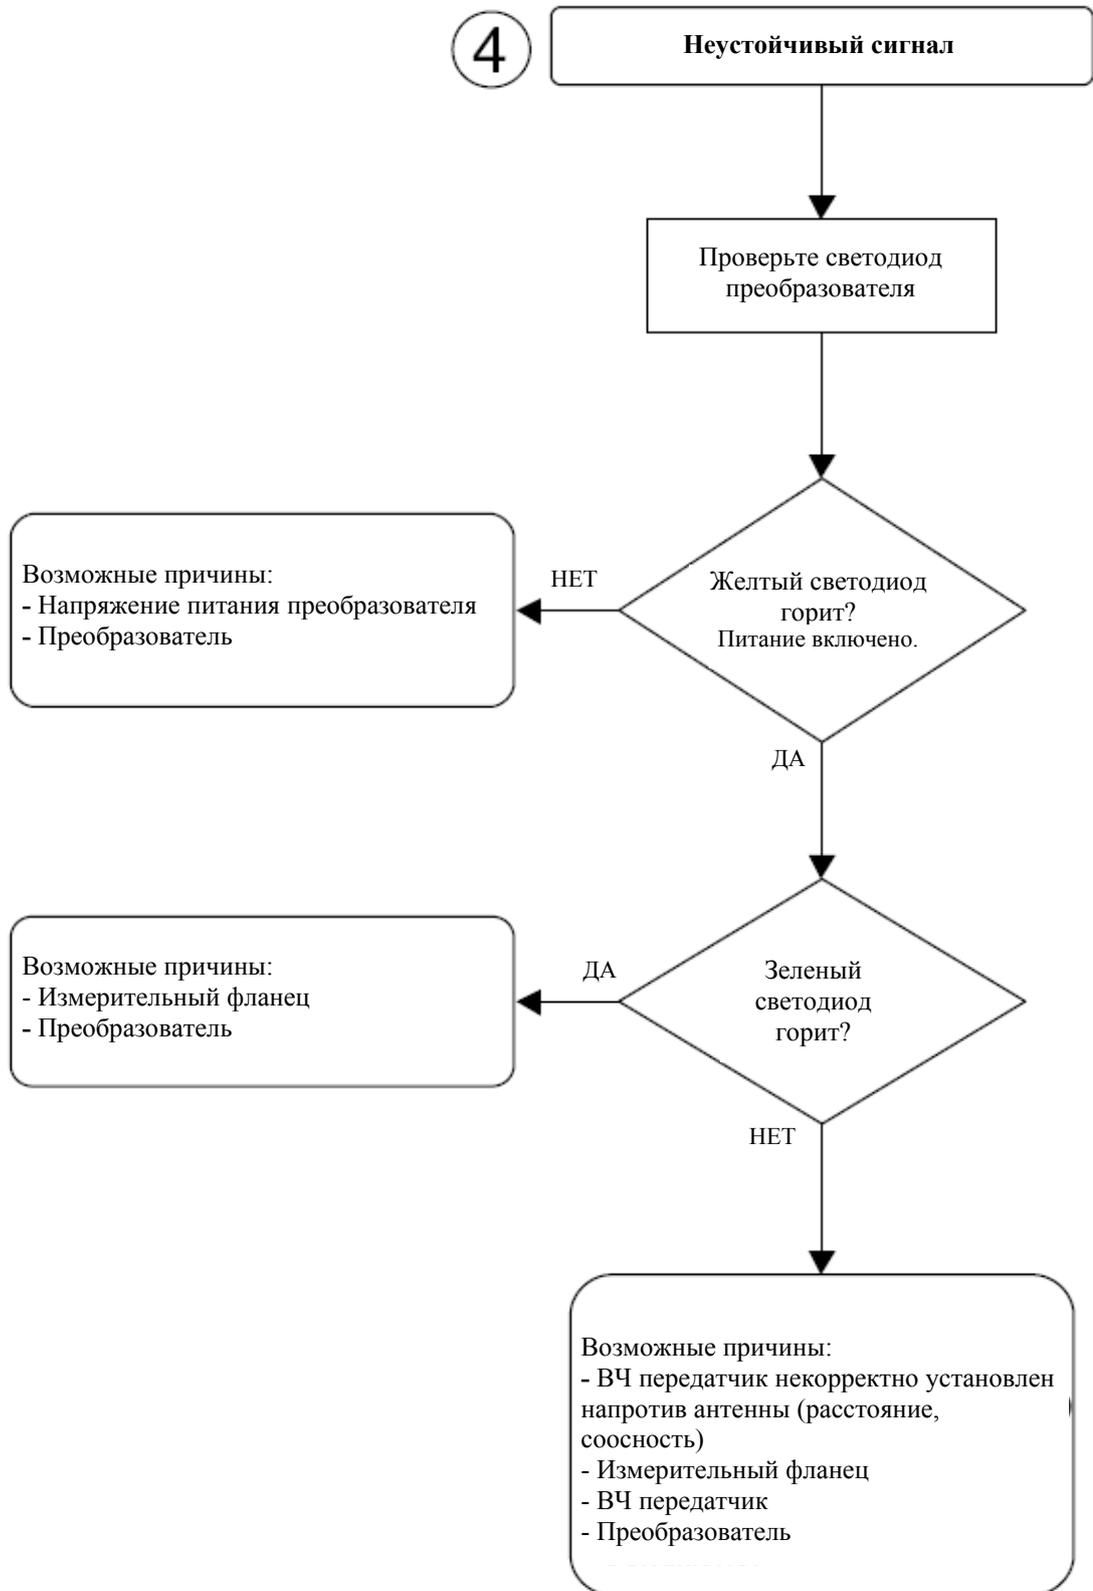 4
Неустойчивый сигнал
Проверьте светодиод
преобразователя
Желтый светодиод
горит?
Питание включено.
НЕТ
Возможные причины:
- Напряжение питания преобразователя
- Преобразователь
ДА
Зеленый
светодиод
горит?
ДА
Возможные причины:
- Измерительный фланец
- Преобразователь
НЕТ
Возможные причины:
- ВЧ передатчик некорректно установлен
напротив антенны (расстояние,
соосность)
- Измерительный фланец
- ВЧ передатчик
- Преобразователь